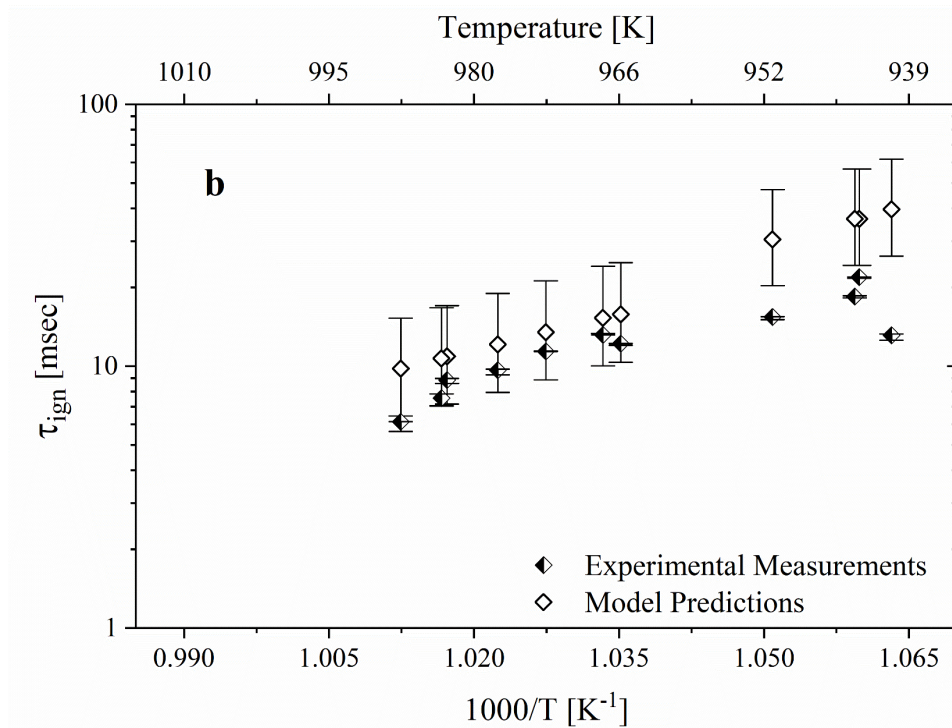 Temperature [K]
1010 995 980 966 952 939
100
b
10
τign [msec]
Experimental Measurements
Model Predictions
1
0.990 1.005 1.020 1.035 1.050 1.065
1000/T [K-1]